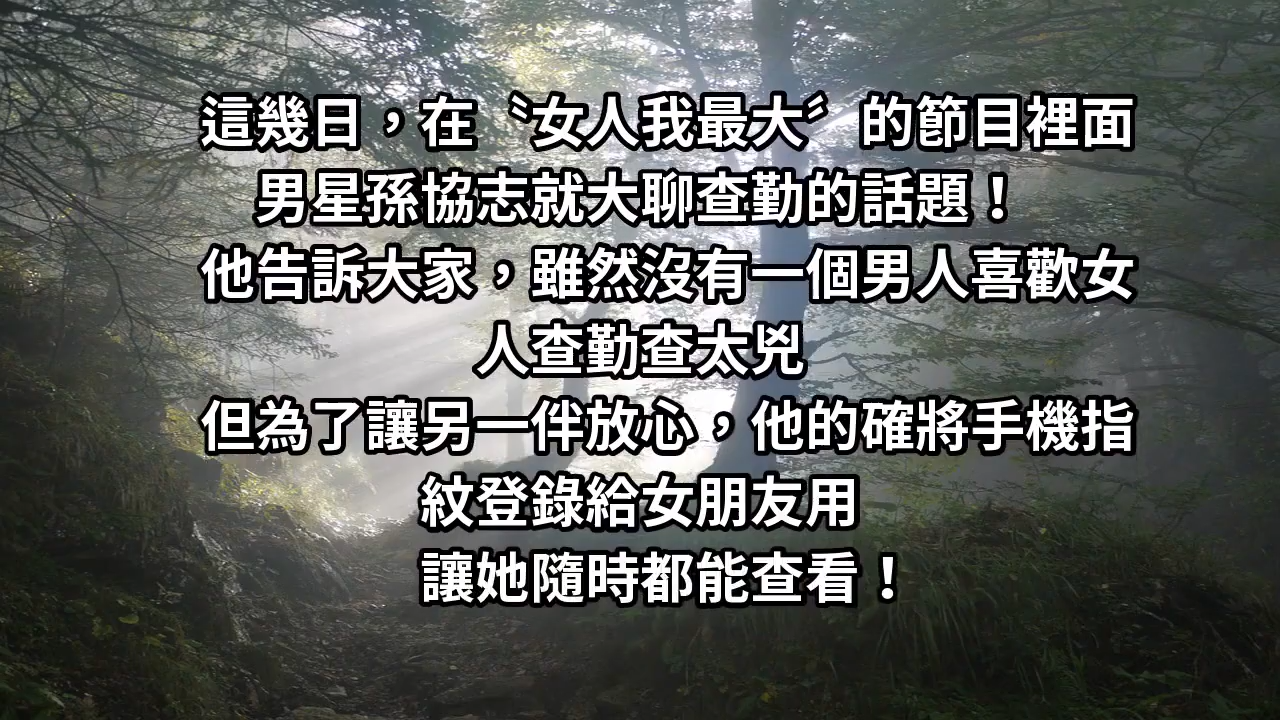 這幾日，在〝女人我最大〞的節目裡面
男星孫協志就大聊查勤的話題！
他告訴大家，雖然沒有一個男人喜歡女
人查勤查太兇
但為了讓另一伴放心，他的確將手機指
紋登錄給女朋友用
讓她隨時都能查看！